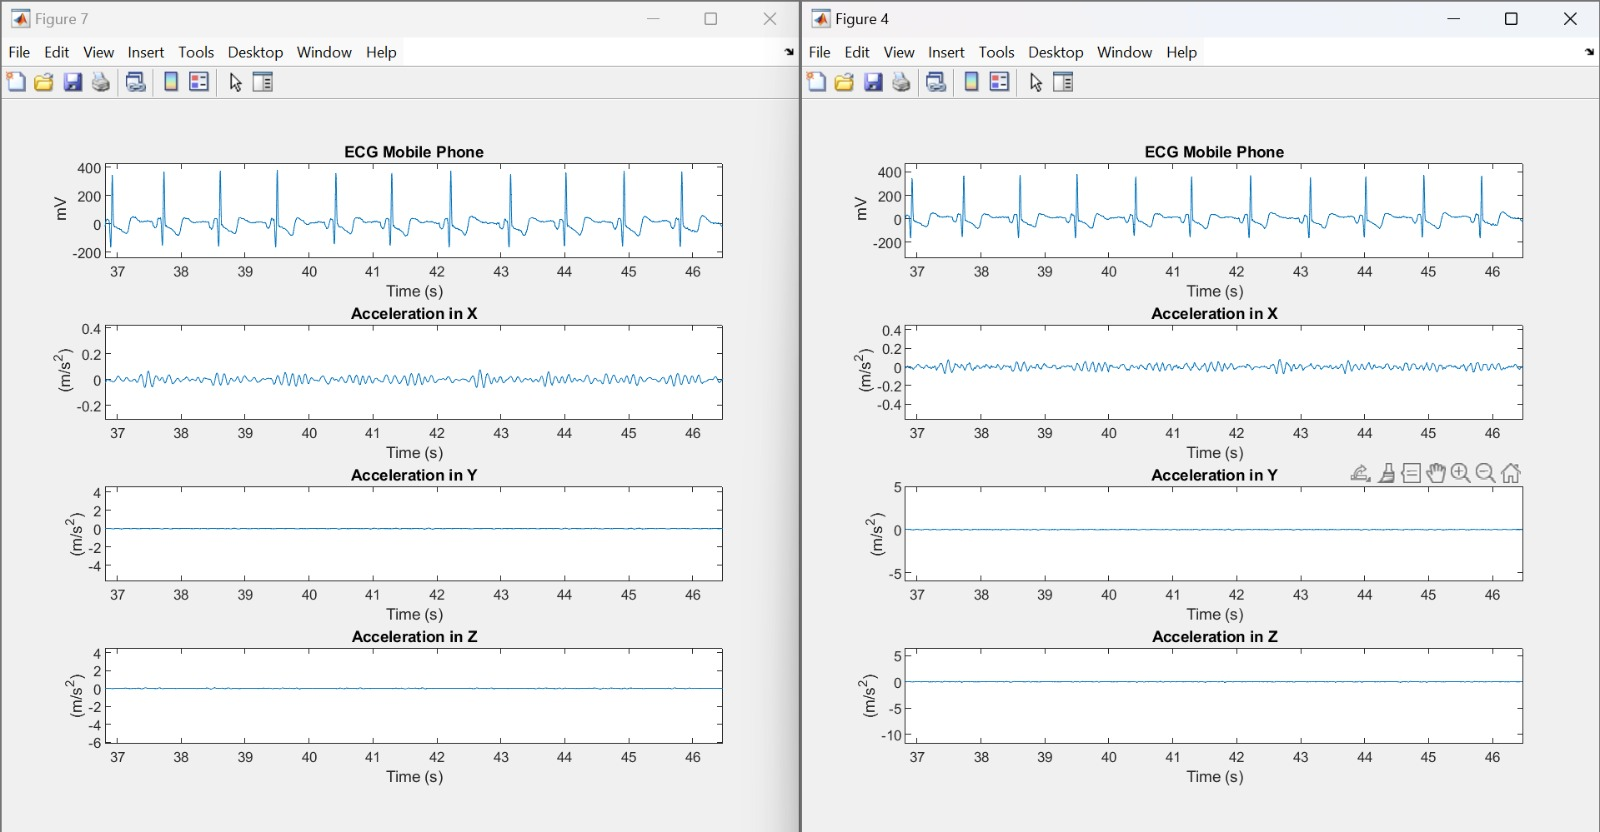 Figure 7
File Edit View Insert Tools Desktop Window Help
ECG Mobile Phone
400
200
0
-200
mV
37 38 39 40 41 42 43 44 45 46
Time (s)
Acceleration in X
0.4
0.2
0
-0.2
(m/s²)
37 38 39 40 41 42 43 44 45 46
Time (s)
Acceleration in Y
4
2
0
-2
-4
(m/s²)
37 38 39 40 41 42 43 44 45 46
Time (s)
Acceleration in Z
4
2
0
-2
-4
-6
(m/s²)
37 38 39 40 41 42 43 44 45 46
Time (s)
Figure 4
File Edit View Insert Tools Desktop Window Help
ECG Mobile Phone
400
200
0
-200
mV
37 38 39 40 41 42 43 44 45 46
Time (s)
Acceleration in X
0.4
0.2
0
-0.2
-0.4
(m/s²)
37 38 39 40 41 42 43 44 45 46
Time (s)
Acceleration in Y
5
0
-5
(m/s²)
37 38 39 40 41 42 43 44 45 46
Time (s)
Acceleration in Z
5
0
-5
-10
(m/s²)
37 38 39 40 41 42 43 44 45 46
Time (s)